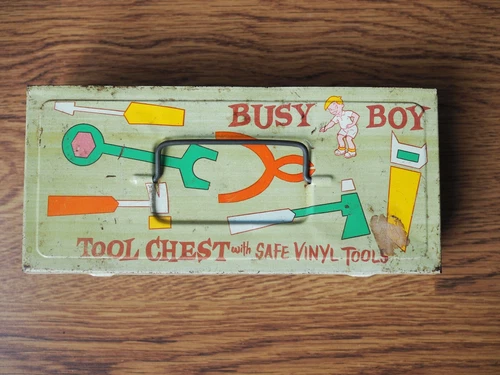 BUSY BOY
TOOL CHEST with SAFE VINYL TOOLS